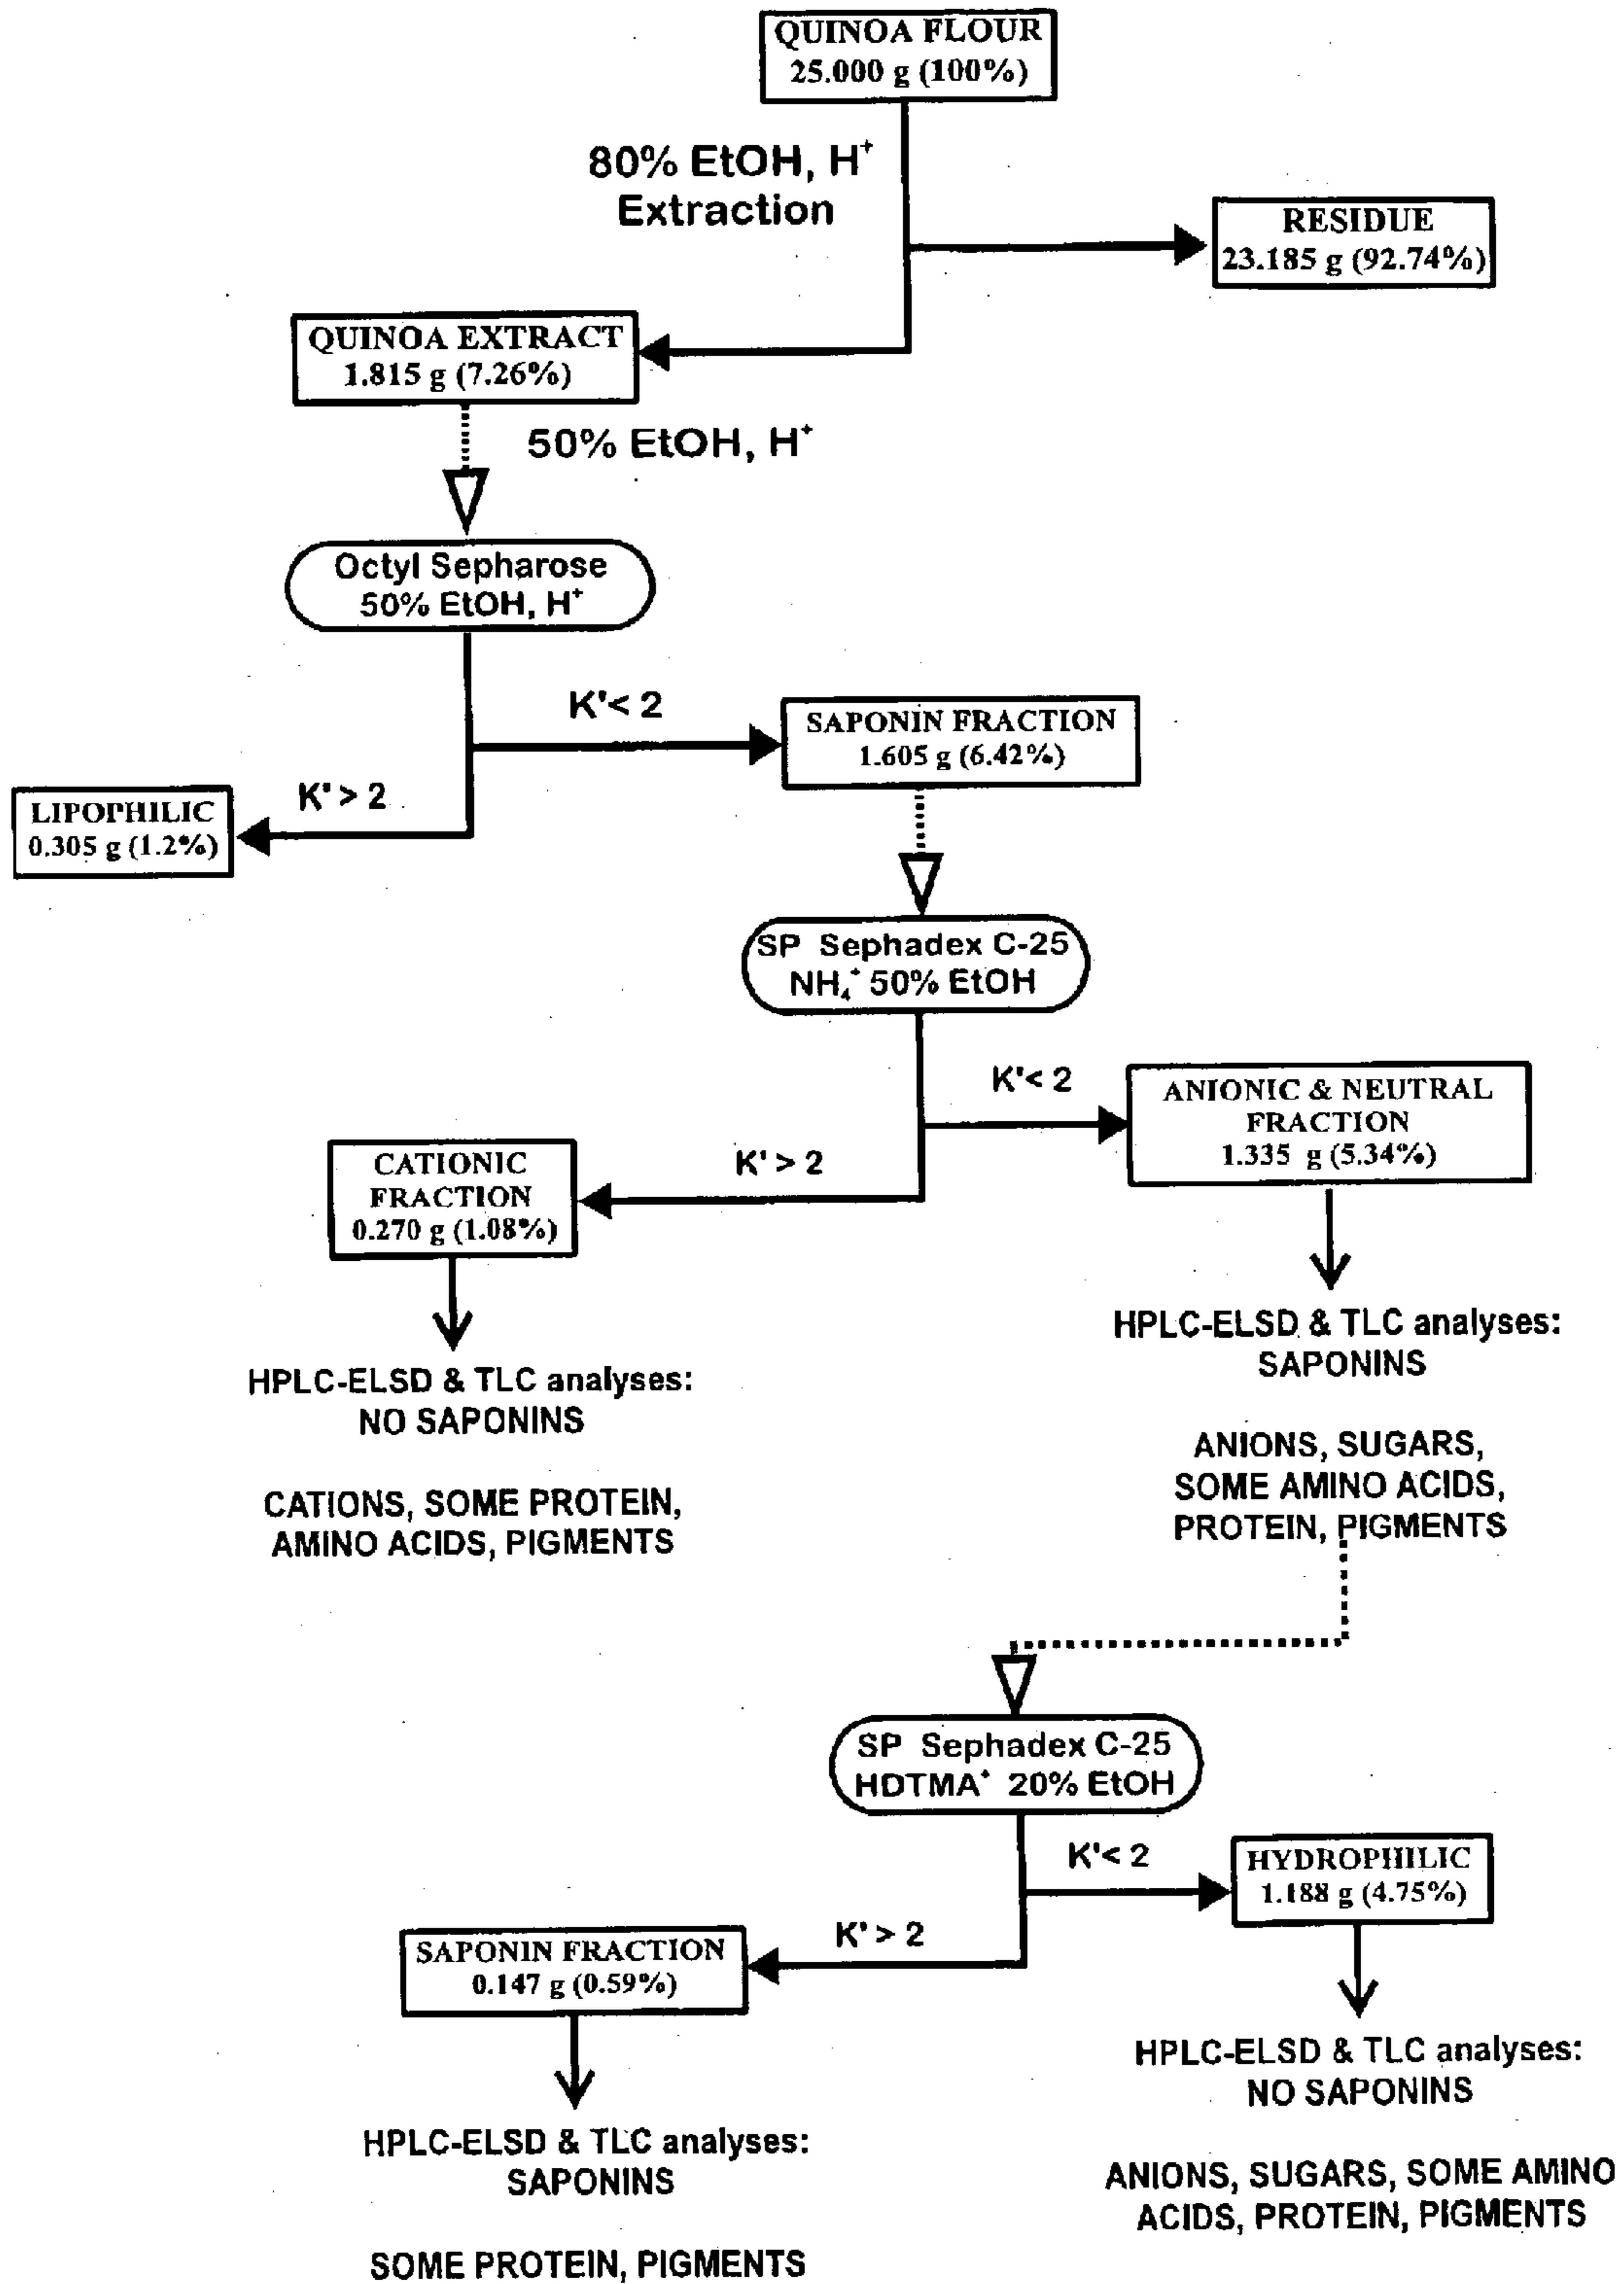 QUINOA FLOUR
25.000 g (100%)
80% EtOH, H⁺
Extraction
RESIDUE
23.185 g (92.74%)
QUINOA EXTRACT
1.815 g (7.26%)
50% EtOH, H⁺
Octyl Sepharose
50% EtOH, H⁺
K'< 2
SAPONIN FRACTION
1.605 g (6.42%)
K' > 2
LIPOPHILIC
0.305 g (1.2%)
SP Sephadex C-25
NH₄⁺ 50% EtOH
K'< 2
ANIONIC & NEUTRAL
FRACTION
1.335 g (5.34%)
K' > 2
CATIONIC
FRACTION
0.270 g (1.08%)
HPLC-ELSD & TLC analyses:
SAPONINS
HPLC-ELSD & TLC analyses:
NO SAPONINS
ANIONS, SUGARS,
SOME AMINO ACIDS,
PROTEIN, PIGMENTS
CATIONS, SOME PROTEIN,
AMINO ACIDS, PIGMENTS
SP Sephadex C-25
HDTMA⁺ 20% EtOH
K'< 2
HYDROPHILIC
1.188 g (4.75%)
K' > 2
SAPONIN FRACTION
0.147 g (0.59%)
HPLC-ELSD & TLC analyses:
NO SAPONINS
HPLC-ELSD & TLC analyses:
SAPONINS
ANIONS, SUGARS, SOME AMINO
ACIDS, PROTEIN, PIGMENTS
SOME PROTEIN, PIGMENTS